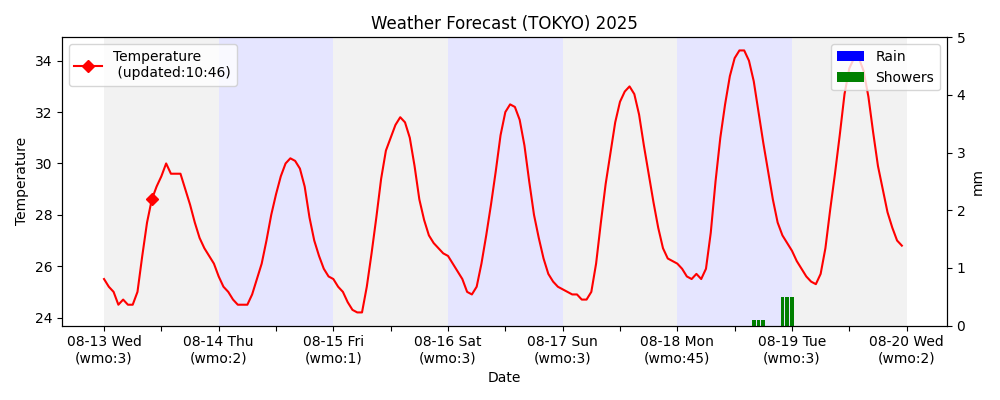 Weather Forecast (TOKYO) 2025
Temperature
(updated:10:46)
Rain
Showers
Temperature
34
32
30
28
26
24
5
4
3
2
1
0
mm
08-13 Wed
(wmo:3)
08-14 Thu
(wmo:2)
08-15 Fri
(wmo:1)
08-16 Sat
(wmo:3)
08-17 Sun
(wmo:3)
08-18 Mon
(wmo:45)
08-19 Tue
(wmo:3)
08-20 Wed
(wmo:2)
Date